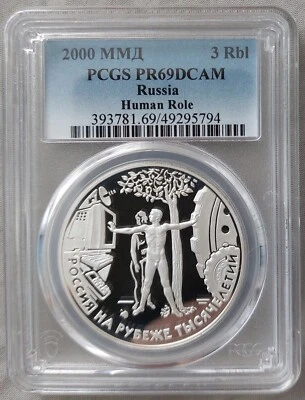 2000 ММД 3 Rbl
PCGS PR69DCAM
Russia
Human Role
393781.69/49295794
РОССИЯ НА РУБЕЖЕ ТЫСЯЧЕЛЕТИЙ